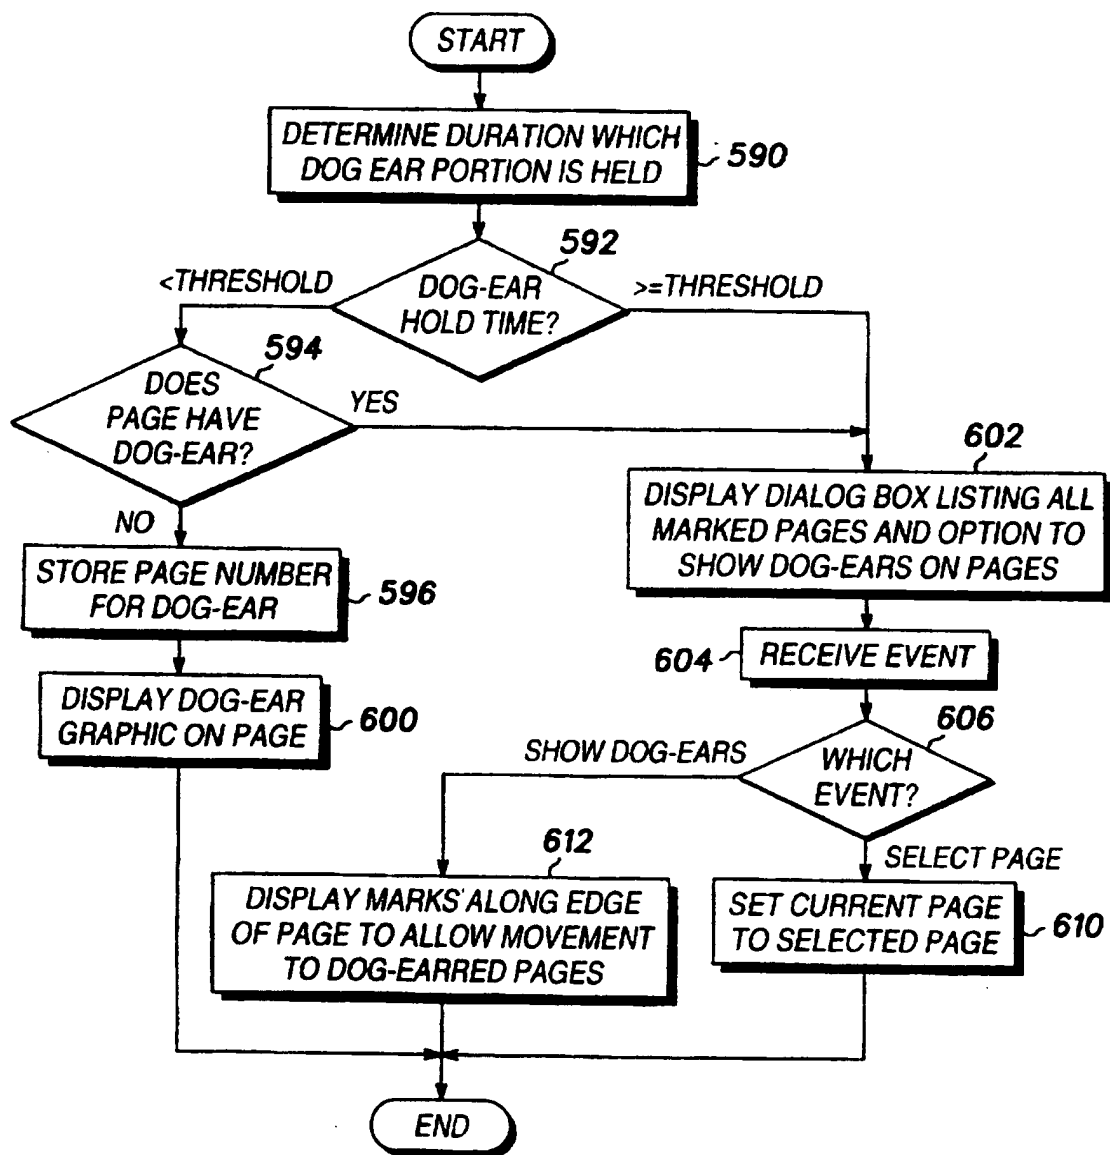 START
DETERMINE DURATION WHICH
DOG EAR PORTION IS HELD
590
592
<THRESHOLD
DOG-EAR
HOLD TIME?
>=THRESHOLD
594
DOES
PAGE HAVE
DOG-EAR?
YES
NO
602
DISPLAY DIALOG BOX LISTING ALL
MARKED PAGES AND OPTION TO
SHOW DOG-EARS ON PAGES
STORE PAGE NUMBER
FOR DOG-EAR
596
604
RECEIVE EVENT
DISPLAY DOG-EAR
GRAPHIC ON PAGE
600
606
SHOW DOG-EARS
WHICH
EVENT?
SELECT PAGE
612
DISPLAY MARKS ALONG EDGE
OF PAGE TO ALLOW MOVEMENT
TO DOG-EARRED PAGES
SET CURRENT PAGE
TO SELECTED PAGE
610
END